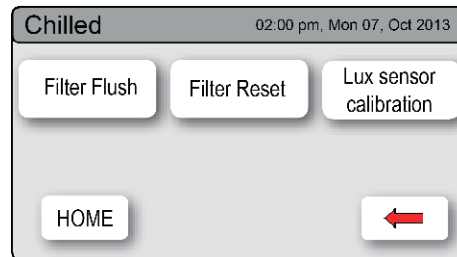 Chilled
02:00 pm, Mon 07, Oct 2013
Filter Flush
Filter Reset
Lux sensor
calibration
HOME